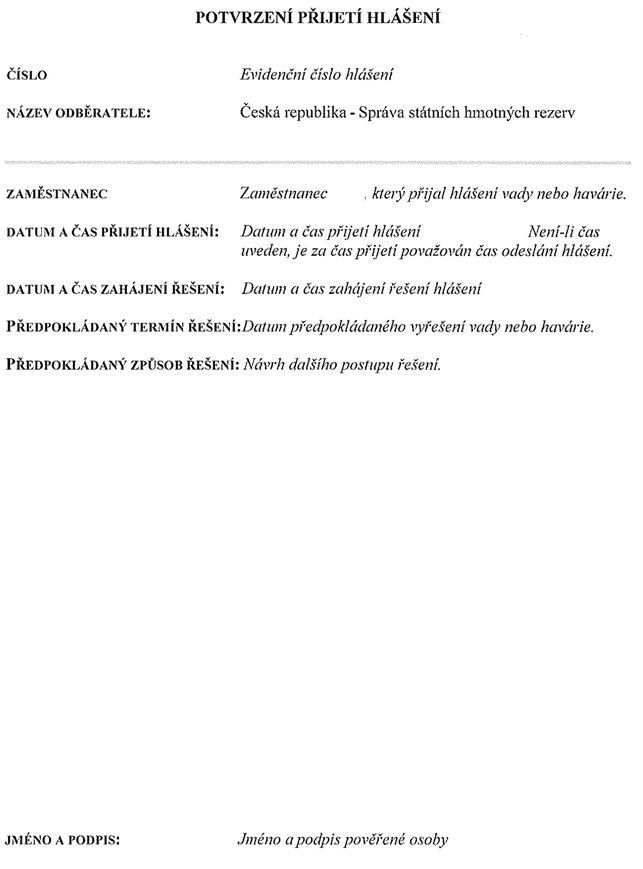 POTVRZENÍ PŘIJETÍ HLÁŠENÍ
ČÍSLO Evidenční číslo hlášení
NÁZEV ODBĚRATELE: Česká republika - Správa státních hmotných rezerv
ZAMĚSTNANEC Zaměstnanec , který přijal hlášení vady nebo havárie.
DATUM A ČAS PŘIJETÍ HLÁŠENÍ: Datum a čas přijetí hlášení Není-li čas
uveden, je za čas přijetí považován čas odeslání hlášení.
DATUM A ČAS ZAHÁJENÍ ŘEŠENÍ: Datum a čas zahájení řešení hlášení
PŘEDPOKLÁDANÝ TERMÍN ŘEŠENÍ: Datum předpokládaného vyřešení vady nebo havárie.
PŘEDPOKLÁDANÝ ZPŮSOB ŘEŠENÍ: Návrh dalšího postupu řešení.
JMÉNO A PODPIS: Jméno a podpis pověřené osoby